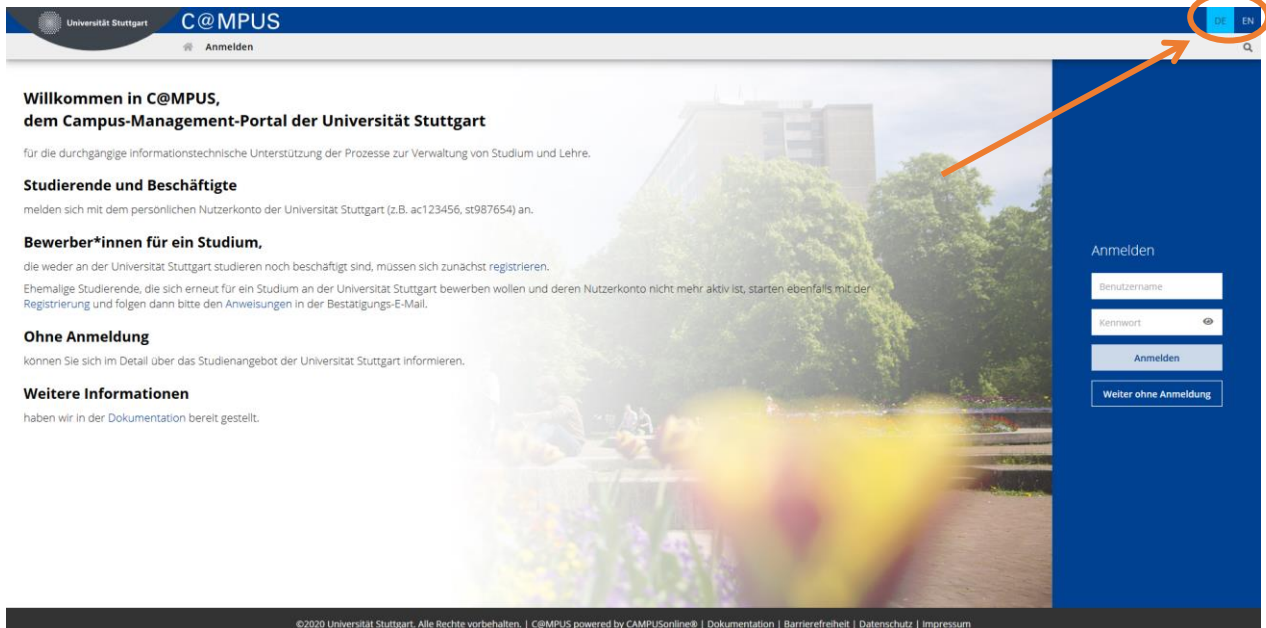 Universität Stuttgart
C@MPUS
DE EN
Anmelden
Willkommen in C@MPUS,
dem Campus-Management-Portal der Universität Stuttgart
für die durchgängige informationstechnische Unterstützung der Prozesse zur Verwaltung von Studium und Lehre.
Studierende und Beschäftigte
melden sich mit dem persönlichen Nutzerkonto der Universität Stuttgart (z.B. ac123456, st987654) an.
Bewerber*innen für ein Studium,
die weder an der Universität Stuttgart studieren noch beschäftigt sind, müssen sich zunächst registrieren.
Ehemalige Studierende, die sich erneut für ein Studium an der Universität Stuttgart bewerben wollen und deren Nutzerkonto nicht mehr aktiv ist, starten ebenfalls mit der
Registrierung und folgen dann bitte den Anweisungen in der Bestätigungs-E-Mail.
Ohne Anmeldung
können Sie sich im Detail über das Studienangebot der Universität Stuttgart informieren.
Weitere Informationen
haben wir in der Dokumentation bereit gestellt.
Anmelden
Benutzername
Kennwort
Anmelden
Weiter ohne Anmeldung
©2020 Universität Stuttgart. Alle Rechte vorbehalten. | C@MPUS powered by CAMPUSonline® | Dokumentation | Barrierefreiheit | Datenschutz | Impressum